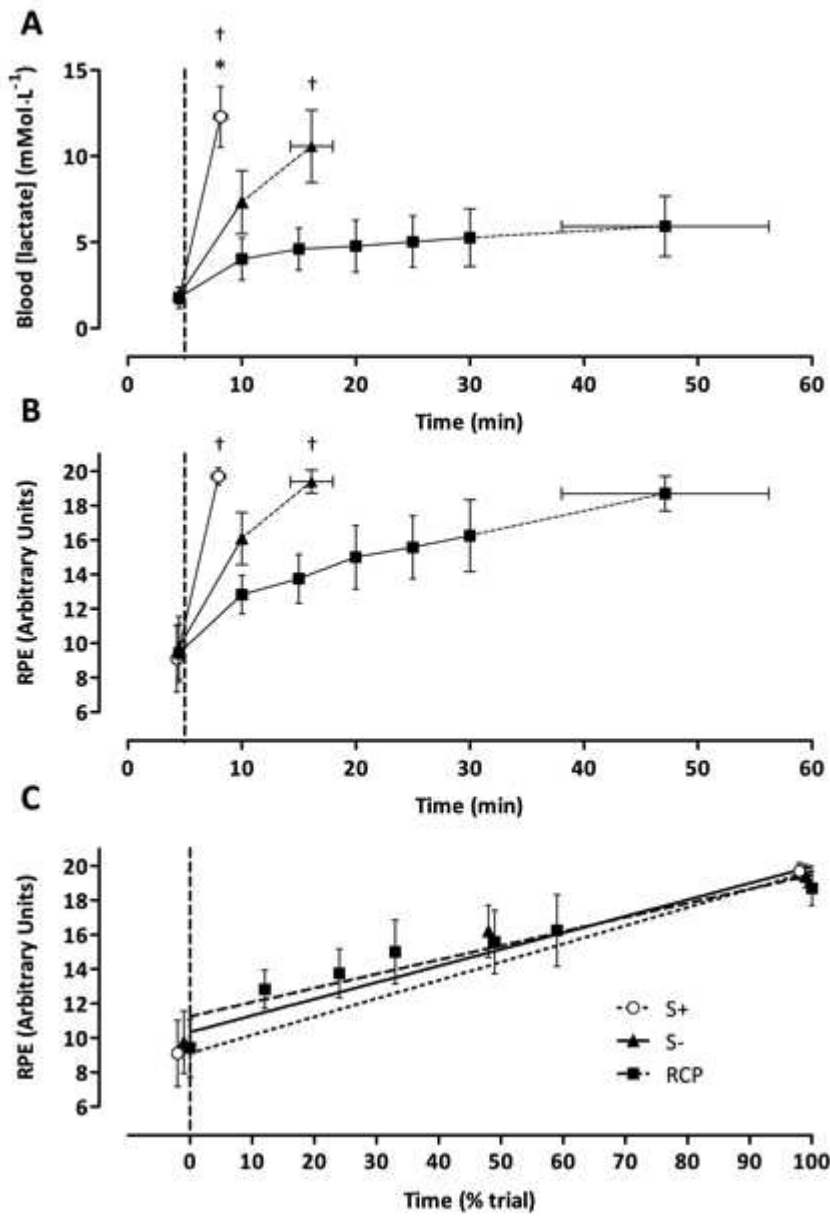 A
†
* †
15
10
5
0
Blood [lactate] (mMol·L⁻¹)
0 10 20 30 40 50 60
Time (min)
B
† †
20
18
16
14
12
10
8
6
RPE (Arbitrary Units)
0 10 20 30 40 50 60
Time (min)
C
20
18
16
14
12
10
8
6
RPE (Arbitrary Units)
S+
S-
RCP
0 10 20 30 40 50 60 70 80 90 100
Time (% trial)